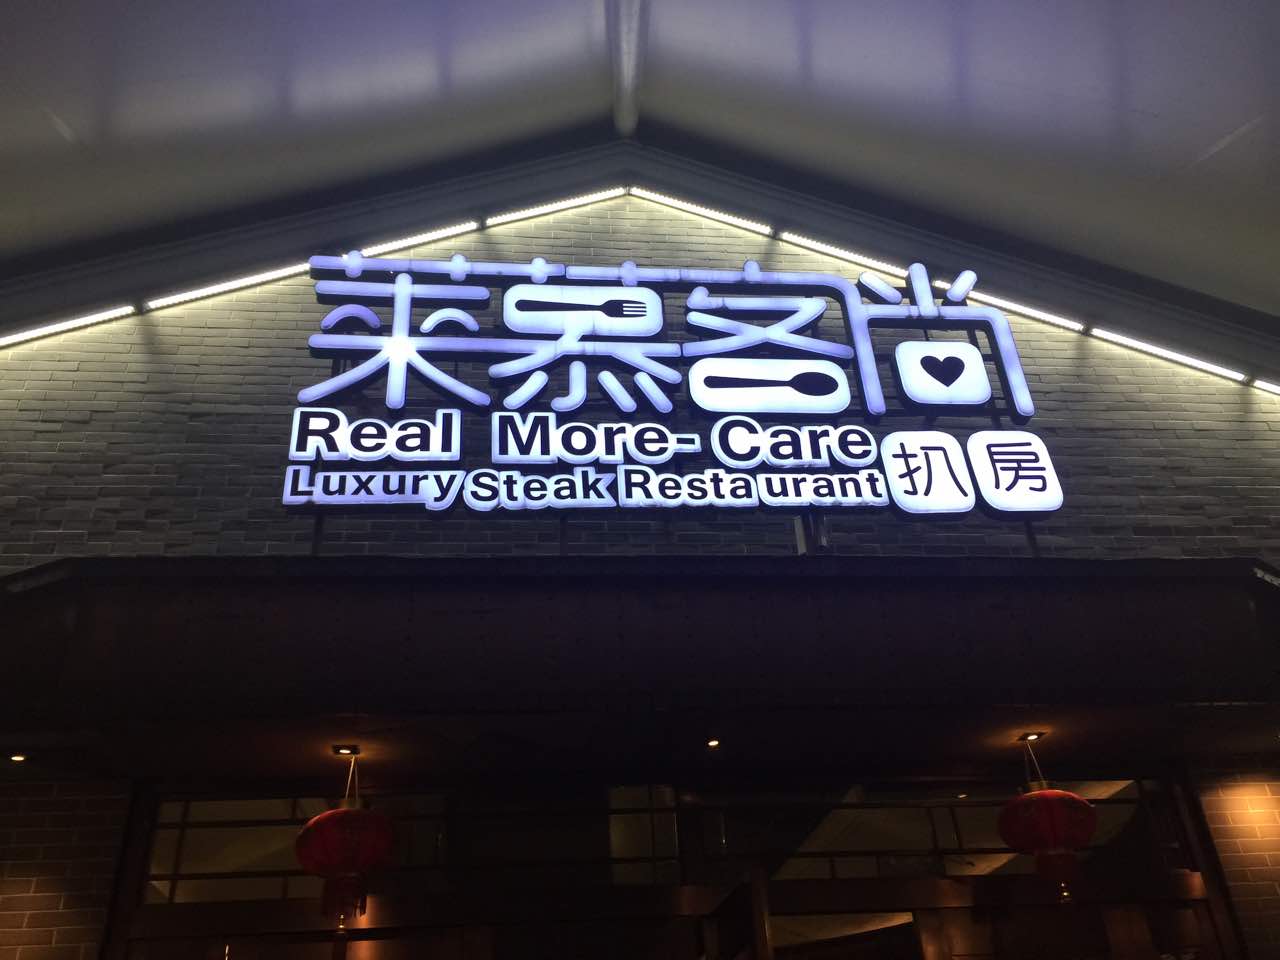 莱慕客尚
Real More-Care
Luxury Steak Restaurant 扒房